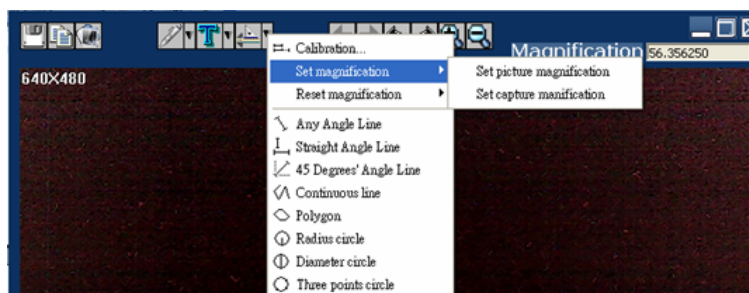 Magnification 56.356250
640X480
Calibration...
Set magnification
Reset magnification
Set picture magnification
Set capture manification
Any Angle Line
Straight Angle Line
45 Degrees' Angle Line
Continuous line
Polygon
Radius circle
Diameter circle
Three points circle